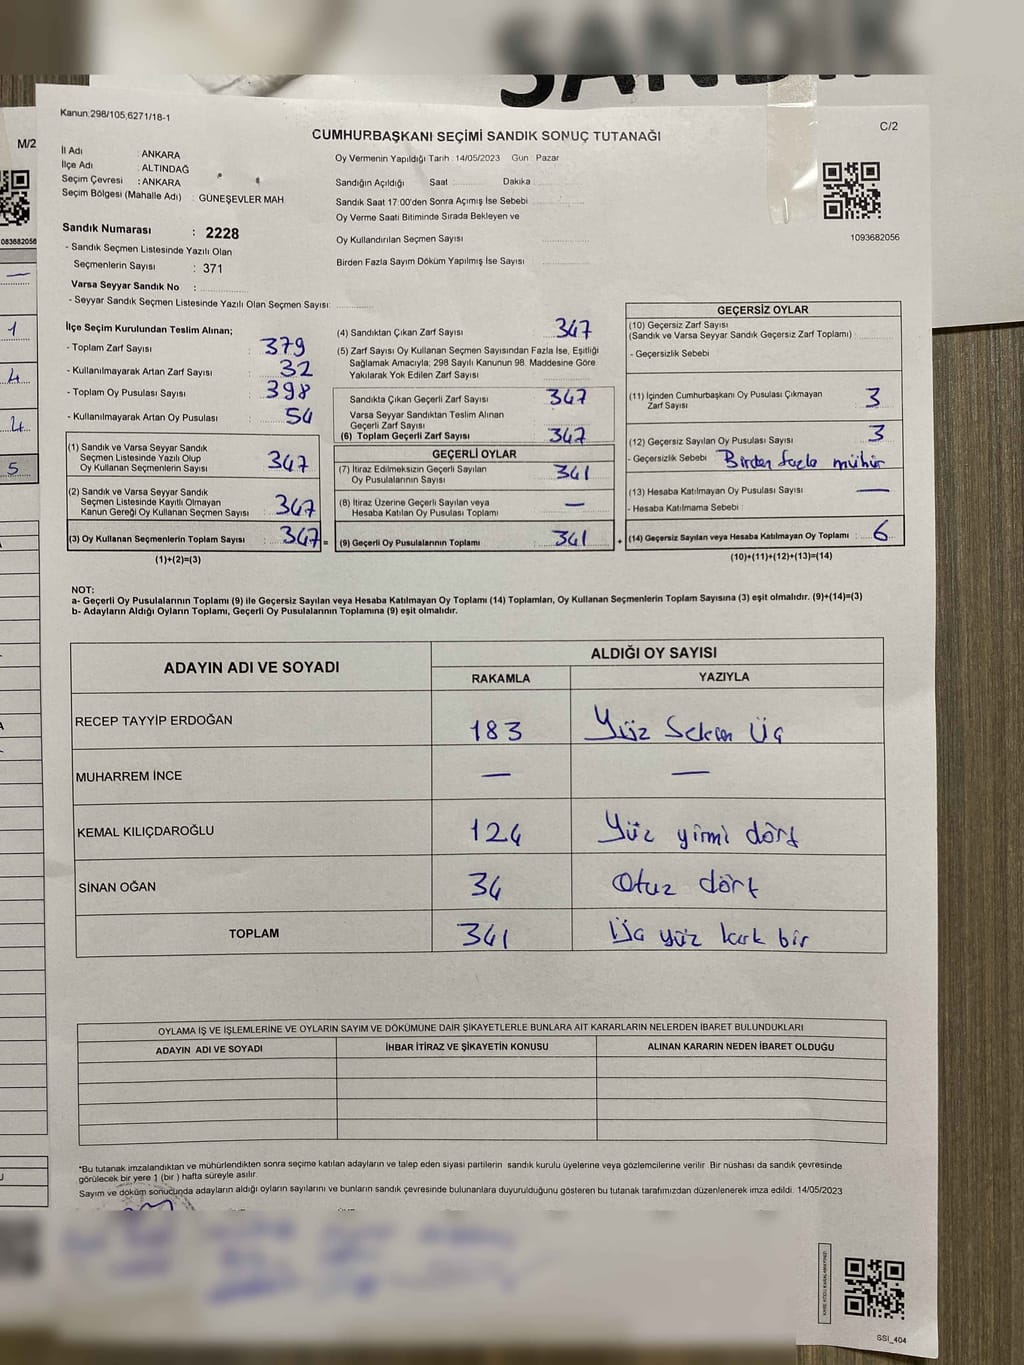 SANDIK
Kanun:298/105,6271/18-1
C/2
CUMHURBAŞKANI SEÇİMİ SANDIK SONUÇ TUTANAĞI
M/2
İl Adı : ANKARA
İlçe Adı : ALTINDAĞ
Seçim Çevresi : ANKARA
Seçim Bölgesi (Mahalle Adı) : GÜNEŞEVLER MAH
Oy Vermenin Yapıldığı Tarih :14/05/2023 Gün : Pazar
Sandığın Açıldığı Saat : Dakika
Sandık Saat 17:00'den Sonra Açımış İse Sebebi
Oy Verme Saati Bitiminde Sırada Bekleyen ve
Oy Kullandırılan Seçmen Sayısı
Birden Fazla Sayım Döküm Yapılmış İse Sayısı
083682056
1093682056
Sandık Numarası : 2228
- Sandık Seçmen Listesinde Yazılı Olan
Seçmenlerin Sayısı : 371
Varsa Seyyar Sandık No :
- Seyyar Sandık Seçmen Listesinde Yazılı Olan Seçmen Sayısı:
İlçe Seçim Kurulundan Teslim Alınan;
- Toplam Zarf Sayısı : 379
- Kullanılmayarak Artan Zarf Sayısı : 32
- Toplam Oy Pusulası Sayısı : 398
- Kullanılmayarak Artan Oy Pusulası : 54
(1) Sandık ve Varsa Seyyar Sandık
Seçmen Listesinde Yazılı Olup
Oy Kullanan Seçmenlerin Sayısı : 347
(2) Sandık ve Varsa Seyyar Sandık
Seçmen Listesinde Kayıtlı Olmayan
Kanun Gereği Oy Kullanan Seçmen Sayısı : 347
(3) Oy Kullanan Seçmenlerin Toplam Sayısı : 347 =
(1)+(2)=(3)
(4) Sandıktan Çıkan Zarf Sayısı : 347
(5) Zarf Sayısı Oy Kullanan Seçmen Sayısından Fazla İse, Eşitliği
Sağlamak Amacıyla; 298 Sayılı Kanunun 98. Maddesine Göre
Yakılarak Yok Edilen Zarf Sayısı
Sandıkta Çıkan Geçerli Zarf Sayısı : 347
Varsa Seyyar Sandıktan Teslim Alınan
Geçerli Zarf Sayısı
(6) Toplam Geçerli Zarf Sayısı : 347
GEÇERLİ OYLAR
(7) İtiraz Edilmeksizin Geçerli Sayılan
Oy Pusulalarının Sayısı : 341
(8) İtiraz Üzerine Geçerli Sayılan veya
Hesaba Katılan Oy Pusulası Toplamı : —
(9) Geçerli Oy Pusulalarının Toplamı : 341 +
GEÇERSİZ OYLAR
(10) Geçersiz Zarf Sayısı
(Sandık ve Varsa Seyyar Sandık Geçersiz Zarf Toplamı) :
- Geçersizlik Sebebi :
(11) İçinden Cumhurbaşkanı Oy Pusulası Çıkmayan
Zarf Sayısı : 3
(12) Geçersiz Sayılan Oy Pusulası Sayısı : 3
- Geçersizlik Sebebi : Birden fazla mühür
(13) Hesaba Katılmayan Oy Pusulası Sayısı : —
- Hesaba Katılmama Sebebi :
(14) Geçersiz Sayılan veya Hesaba Katılmayan Oy Toplamı : 6
(10)+(11)+(12)+(13)=(14)
NOT:
a- Geçerli Oy Pusulalarının Toplamı (9) ile Geçersiz Sayılan veya Hesaba Katılmayan Oy Toplamı (14) Toplamları, Oy Kullanan Seçmenlerin Toplam Sayısına (3) eşit olmalıdır. (9)+(14)=(3)
b- Adayların Aldığı Oyların Toplamı, Geçerli Oy Pusulalarının Toplamına (9) eşit olmalıdır.
ADAYIN ADI VE SOYADI
ALDIĞI OY SAYISI
RAKAMLA YAZIYLA
RECEP TAYYİP ERDOĞAN 183 Yüz Seksen Üç
MUHARREM İNCE — —
KEMAL KILIÇDAROĞLU 124 Yüz yirmi dört
SİNAN OĞAN 34 Otuz dört
TOPLAM 341 Üç yüz kırk bir
OYLAMA İŞ VE İŞLEMLERİNE VE OYLARIN SAYIM VE DÖKÜMÜNE DAİR ŞİKAYETLERLE BUNLARA AİT KARARLARIN NELERDEN İBARET BULUNDUKLARI
ADAYIN ADI VE SOYADI İHBAR İTİRAZ VE ŞİKAYETİN KONUSU ALINAN KARARIN NEDEN İBARET OLDUĞU
*Bu tutanak imzalandıktan ve mühürlendikten sonra seçime katılan adayların ve talep eden siyasi partilerin sandık kurulu üyelerine veya gözlemcilerine verilir. Bir nüshası da sandık çevresinde
görülecek bir yere 1 (bir ) hafta süreyle asılır.
Sayım ve döküm sonucunda adayların aldığı oyların sayılarını ve bunların sandık çevresinde bulunanlara duyurulduğunu gösteren bu tutanak tarafımızdan düzenlenerek imza edildi. 14/05/2023
SSI_404